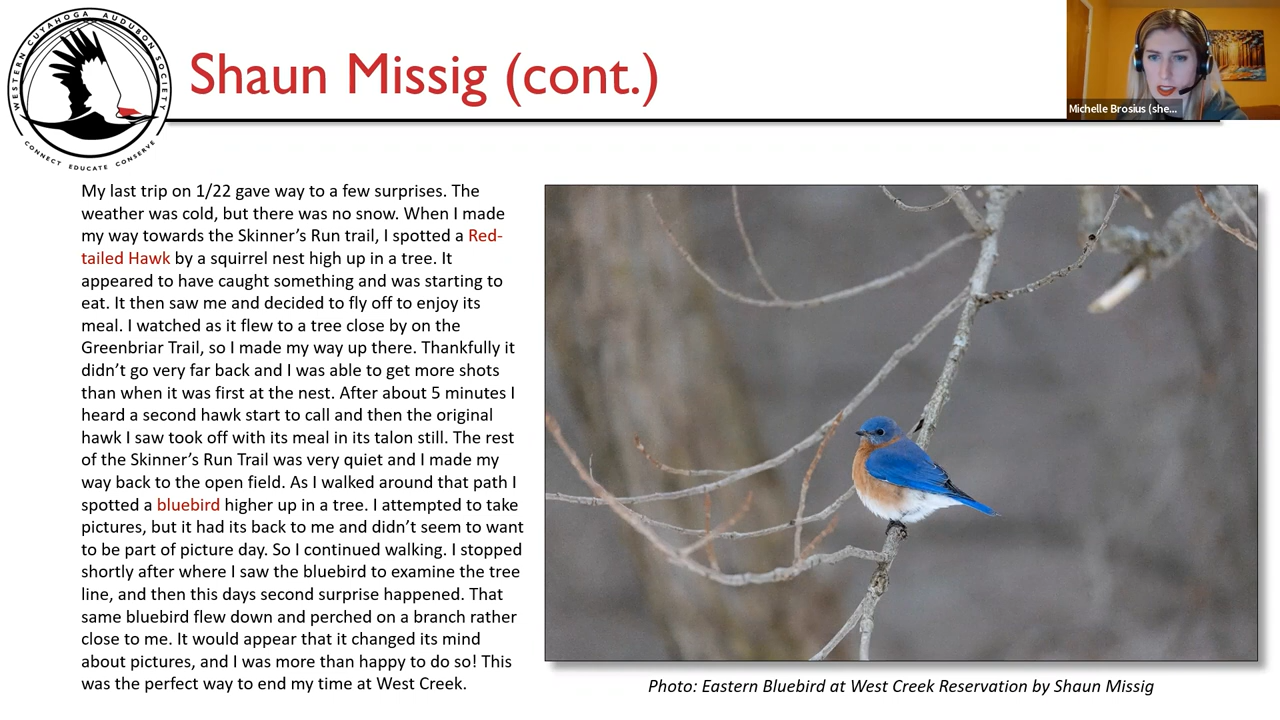 WESTERN CUYAHOGA AUDUBON SOCIETY
CONNECT EDUCATE CONSERVE
Shaun Missig (cont.)
Michelle Brosius (she...
My last trip on 1/22 gave way to a few surprises. The
weather was cold, but there was no snow. When I made
my way towards the Skinner’s Run trail, I spotted a Red-
tailed Hawk by a squirrel nest high up in a tree. It
appeared to have caught something and was starting to
eat. It then saw me and decided to fly off to enjoy its
meal. I watched as it flew to a tree close by on the
Greenbriar Trail, so I made my way up there. Thankfully it
didn’t go very far back and I was able to get more shots
than when it was first at the nest. After about 5 minutes I
heard a second hawk start to call and then the original
hawk I saw took off with its meal in its talon still. The rest
of the Skinner’s Run Trail was very quiet and I made my
way back to the open field. As I walked around that path I
spotted a bluebird higher up in a tree. I attempted to take
pictures, but it had its back to me and didn’t seem to want
to be part of picture day. So I continued walking. I stopped
shortly after where I saw the bluebird to examine the tree
line, and then this days second surprise happened. That
same bluebird flew down and perched on a branch rather
close to me. It would appear that it changed its mind
about pictures, and I was more than happy to do so! This
was the perfect way to end my time at West Creek.
Photo: Eastern Bluebird at West Creek Reservation by Shaun Missig